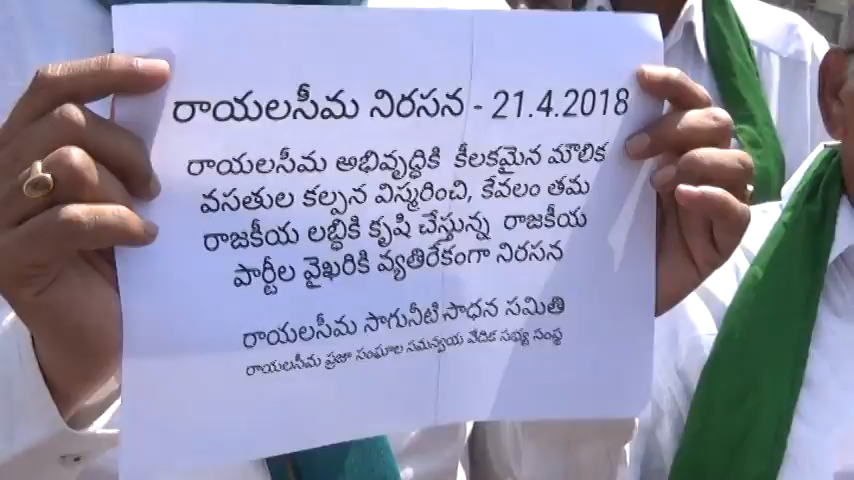 రాయలసీమ నిరసన - 21.4.2018
రాయలసీమ అభివృద్ధికి కీలకమైన మౌలిక
వసతుల కల్పన విస్మరించి, కేవలం తమ
రాజకీయ లబ్ధికి కృషి చేస్తున్న రాజకీయ
పార్టీల వైఖరికి వ్యతిరేకంగా నిరసన
రాయలసీమ సాగునీటి సాధన సమితి
రాయలసీమ ప్రజా సంఘాల సమన్వయ వేదిక సభ్య సంస్థ